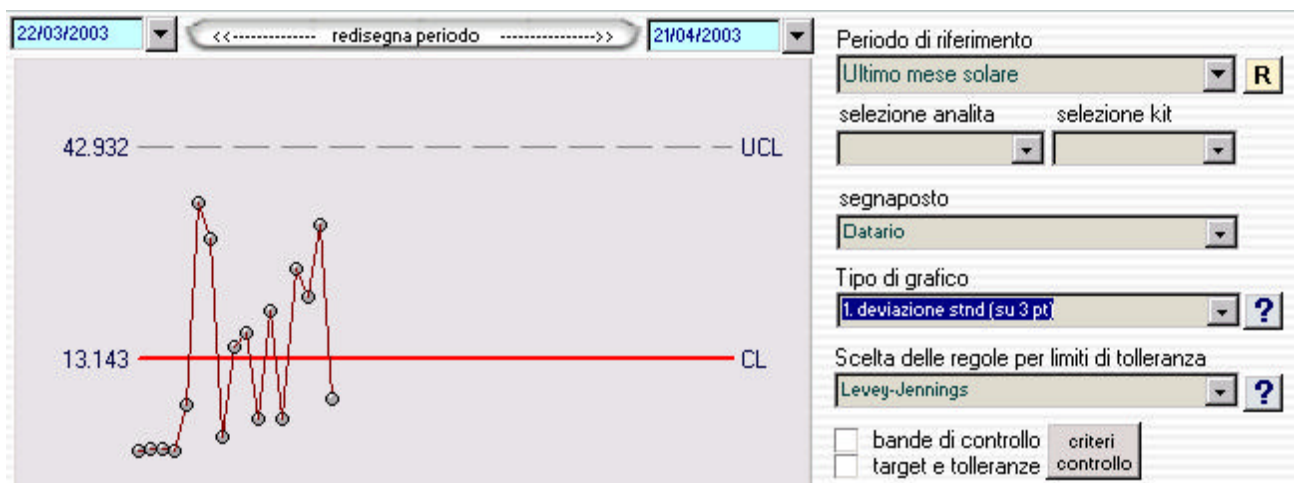 22/03/2003 <<-------------- redisegna periodo ---------------->> 21/04/2003
42.932 UCL
13.143 CL
Periodo di riferimento
Ultimo mese solare R
selezione analita selezione kit
segnaposto
Datario
Tipo di grafico
1. deviazione stnd (su 3 pt) ?
Scelta delle regole per limiti di tolleranza
Levey-Jennings ?
bande di controllo
target e tolleranze
criteri
controllo